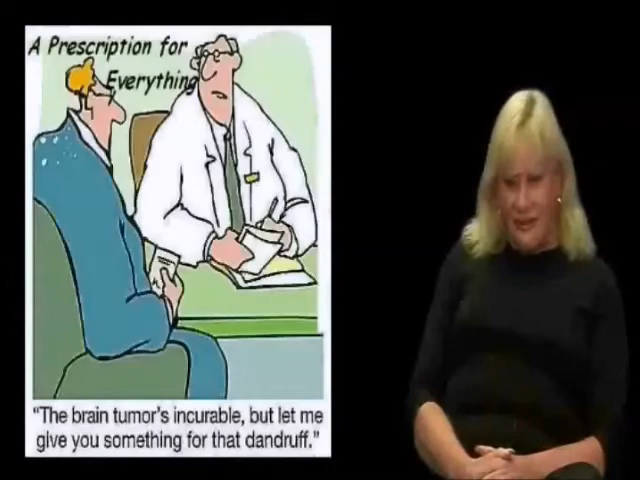 A Prescription for
Everything
"The brain tumor's incurable, but let me
give you something for that dandruff."